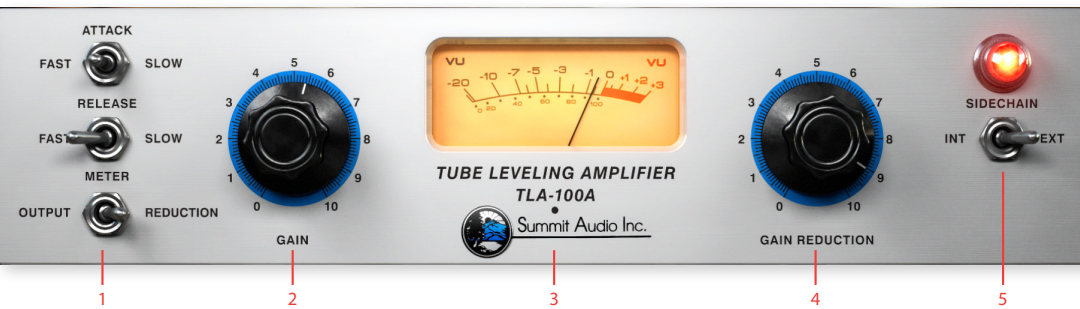 ATTACK
FAST SLOW
RELEASE
FAST SLOW
METER
OUTPUT REDUCTION
0 1 2 3 4 5 6 7 8 9 10
GAIN
VU VU
-20 -10 -7 -5 -3 -1 0 +1 +2 +3
0 20 40 60 80 100
TUBE LEVELING AMPLIFIER
TLA-100A
Summit Audio Inc.
0 1 2 3 4 5 6 7 8 9 10
GAIN REDUCTION
SIDECHAIN
INT EXT
1 2 3 4 5